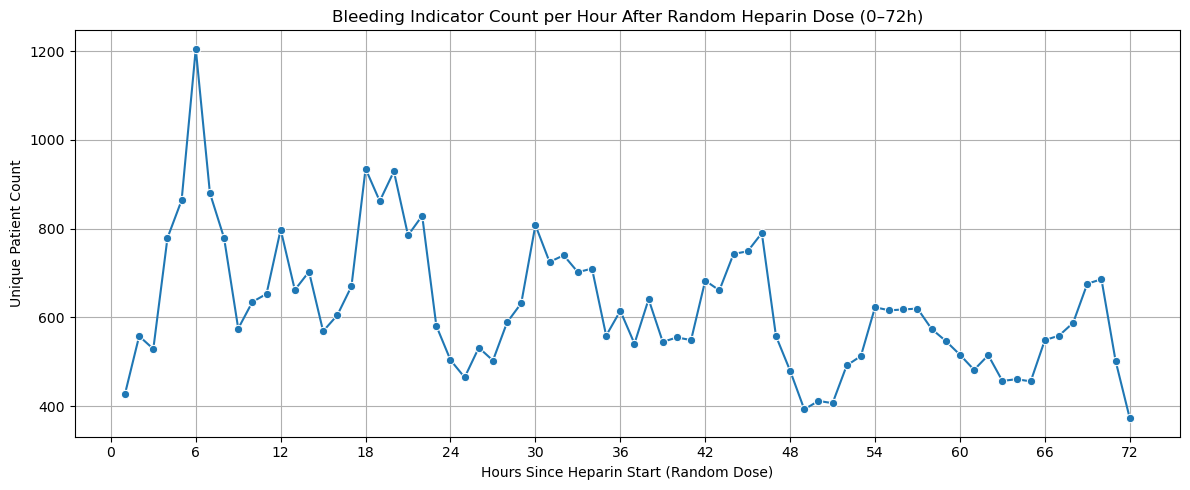 Bleeding Indicator Count per Hour After Random Heparin Dose (0–72h)
Unique Patient Count
1200
1000
800
600
400
0 6 12 18 24 30 36 42 48 54 60 66 72
Hours Since Heparin Start (Random Dose)